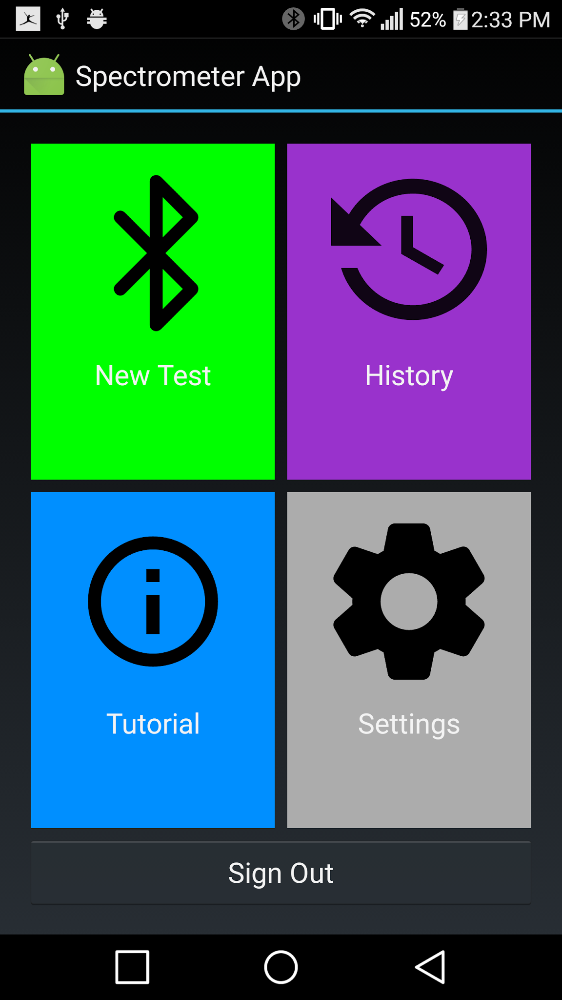 52% 2:33 PM
Spectrometer App
New Test
History
Tutorial
Settings
Sign Out